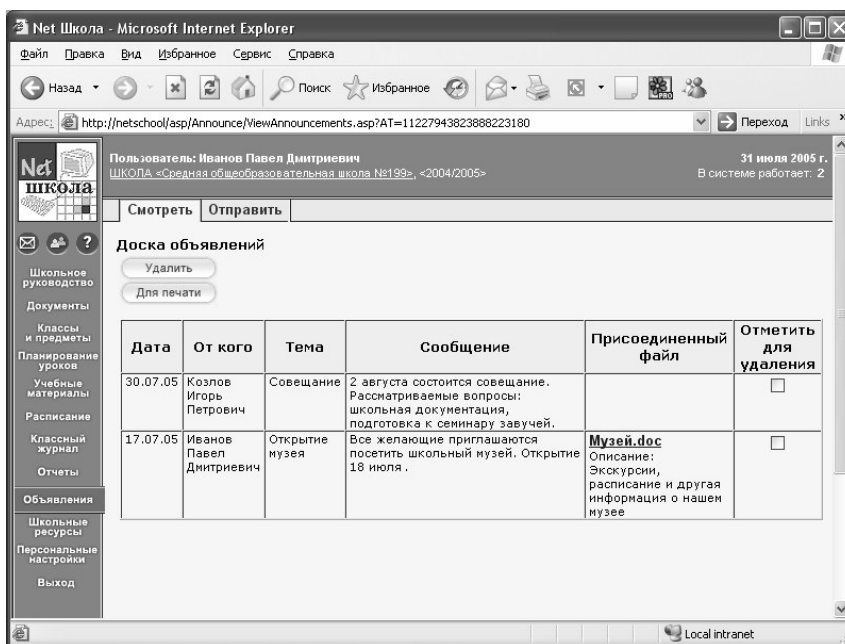 Net Школа - Microsoft Internet Explorer
Файл Правка Вид Избранное Сервис Справка
Назад Поиск Избранное
Адрес: http://netschool/asp/Announce/ViewAnnouncements.asp?AT=11227943823888223180 Переход Links
Net
школа
Пользователь: Иванов Павел Дмитриевич 31 июля 2005 г.
ШКОЛА <Средняя общеобразовательная школа №199>, <2004/2005> В системе работает: 2
Смотреть Отправить
Школьное
руководство
Документы
Классы
и предметы
Планирование
уроков
Учебные
материалы
Расписание
Классный
журнал
Отчеты
Объявления
Школьные
ресурсы
Персональные
настройки
Выход
Доска объявлений
Удалить
Для печати
Дата От кого Тема Сообщение Присоединенный файл Отметить для удаления
30.07.05 Козлов Совещание 2 августа состоится совещание.
Игорь Рассматриваемые вопросы:
Петрович школьная документация,
подготовка к семинару завучей.
17.07.05 Иванов Открытие Все желающие приглашаются Музей.doc
Павел музея посетить школьный музей. Открытие Описание:
Дмитриевич 18 июля . Экскурсии,
расписание и другая
информация о нашем
музее
Local intranet